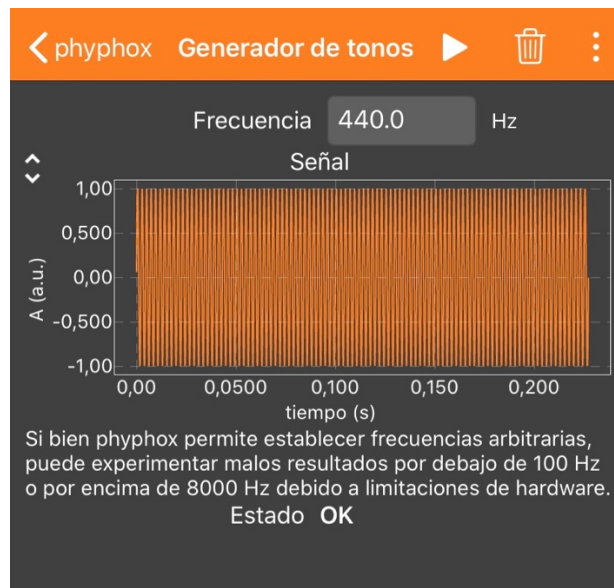 phyphox Generador de tonos
Frecuencia 440.0 Hz
Señal
1,00
0,500
0,00
-0,500
-1,00
A (a.u.)
0,00 0,0500 0,100 0,150 0,200
tiempo (s)
Si bien phyphox permite establecer frecuencias arbitrarias,
puede experimentar malos resultados por debajo de 100 Hz
o por encima de 8000 Hz debido a limitaciones de hardware.
Estado OK